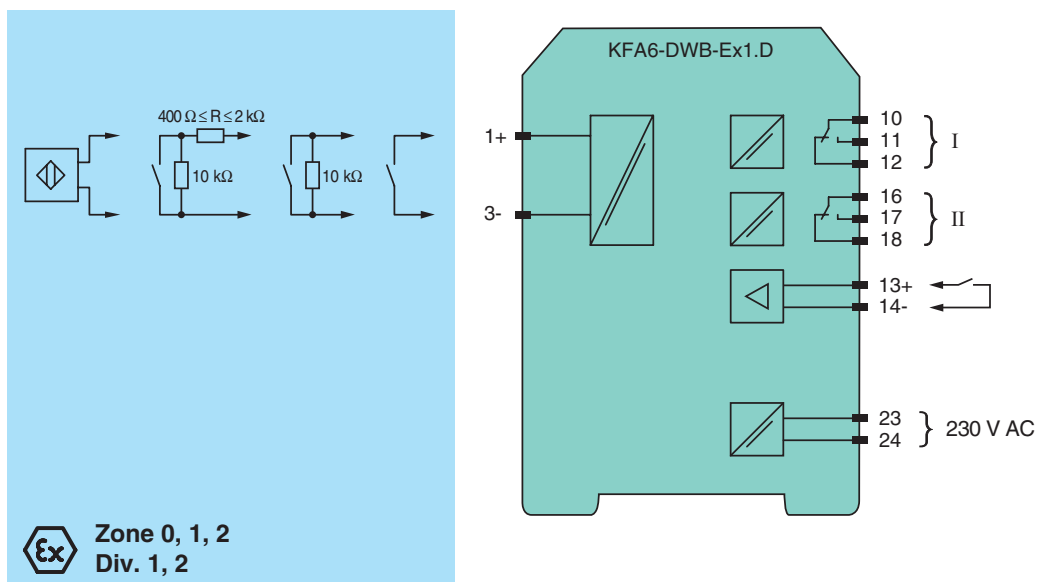 KFA6-DWB-Ex1.D
400 Ω ≤ R ≤ 2 kΩ
10 kΩ
10 kΩ
1+
3-
10
11
12
I
16
17
18
II
13+
14-
23
24
230 V AC
Ex
Zone 0, 1, 2
Div. 1, 2